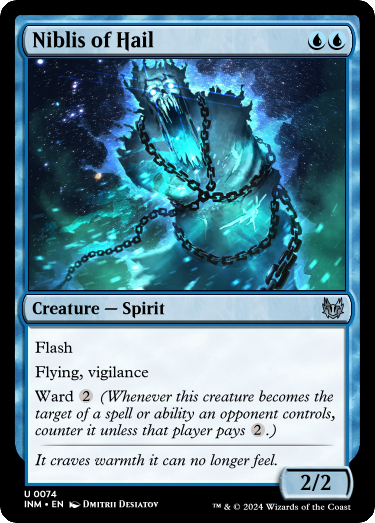 Niblis of Hail
Creature — Spirit
Flash
Flying, vigilance
Ward 2 (Whenever this creature becomes the
target of a spell or ability an opponent controls,
counter it unless that player pays 2.)
It craves warmth it can no longer feel.
2/2
U 0074
INM • EN Dmitrii Desiatov
™ & © 2024 Wizards of the Coast